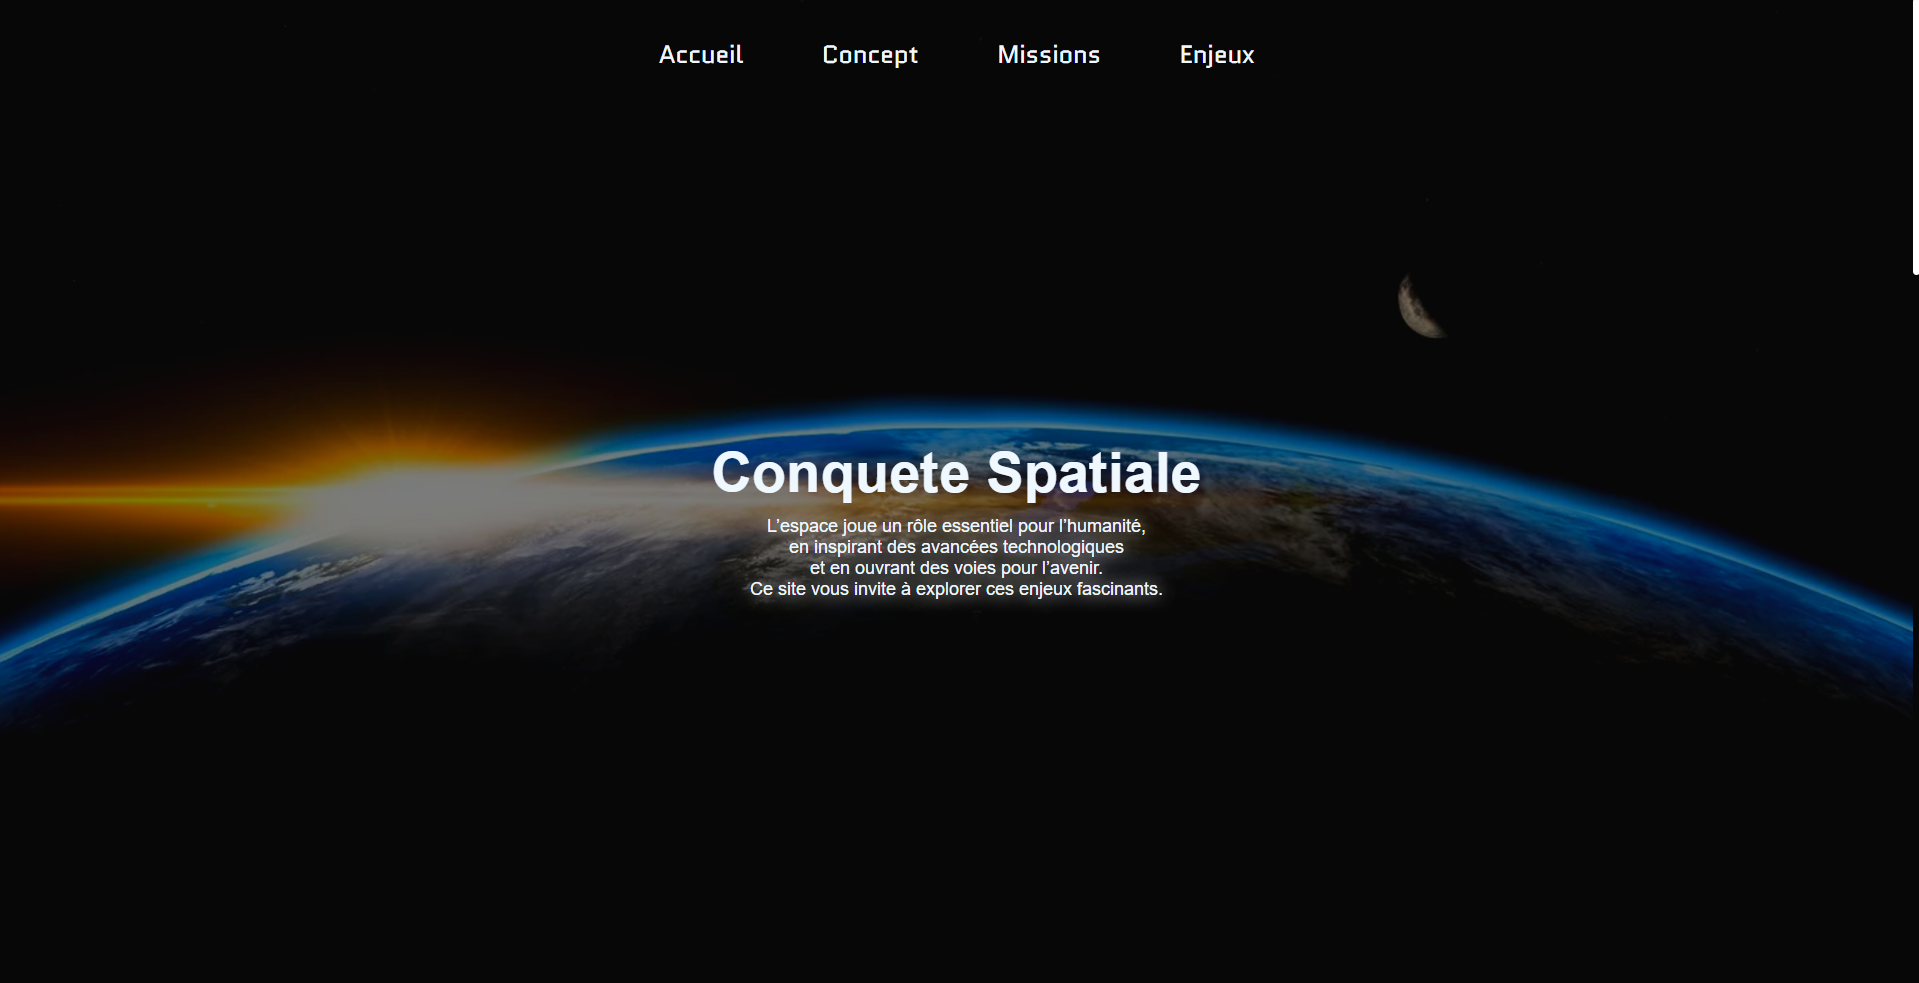 Accueil Concept Missions Enjeux
Conquete Spatiale
L’espace joue un rôle essentiel pour l’humanité,
en inspirant des avancées technologiques
et en ouvrant des voies pour l’avenir.
Ce site vous invite à explorer ces enjeux fascinants.